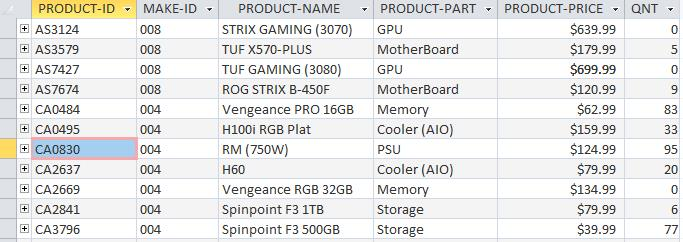 PRODUCT-ID MAKE-ID PRODUCT-NAME PRODUCT-PART PRODUCT-PRICE QNT
AS3124 008 STRIX GAMING (3070) GPU $639.99 0
AS3579 008 TUF X570-PLUS MotherBoard $179.99 5
AS7427 008 TUF GAMING (3080) GPU $699.99 0
AS7674 008 ROG STRIX B-450F MotherBoard $120.99 9
CA0484 004 Vengeance PRO 16GB Memory $62.99 83
CA0495 004 H100i RGB Plat Cooler (AIO) $159.99 33
CA0830 004 RM (750W) PSU $124.99 95
CA2637 004 H60 Cooler (AIO) $79.99 20
CA2669 004 Vengeance RGB 32GB Memory $134.99 0
CA2841 004 Spinpoint F3 1TB Storage $79.99 6
CA3796 004 Spinpoint F3 500GB Storage $39.99 77